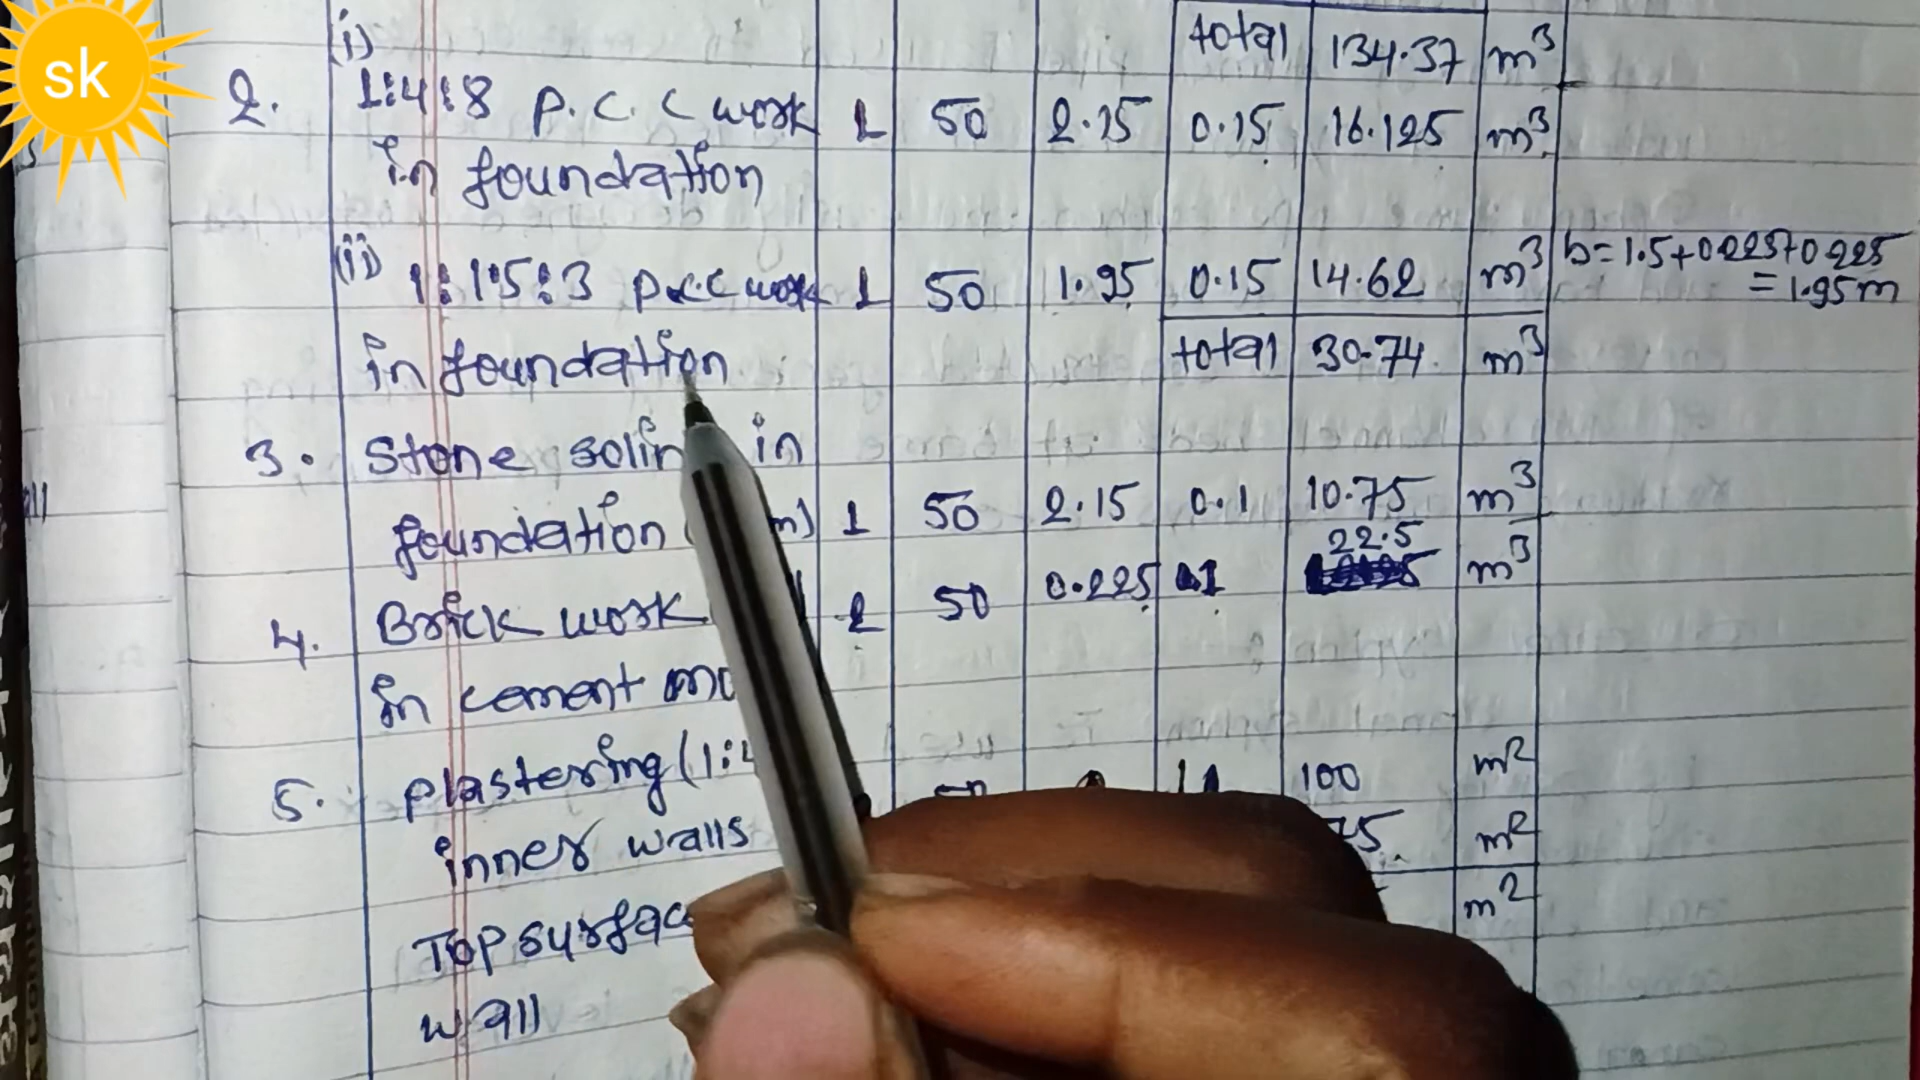 sk
(i) total 134.37 m³
2. 1:4:8 P.C.C work 1 50 2.15 0.15 16.125 m³
in foundation
(ii) 1:1.5:3 P.C.C work 1 50 1.95 0.15 14.62 m³ b=1.5+0.225+0.225
=1.95m
in foundation total 30.74 m³
3. Stone in
foundation 1 50 2.15 0.1 10.75 m³
22.5
4. Brick work 2 50 0.225 1 m³
in cement
5. plastering (1: 100 m²
inner walls 75 m²
Top m²
wall